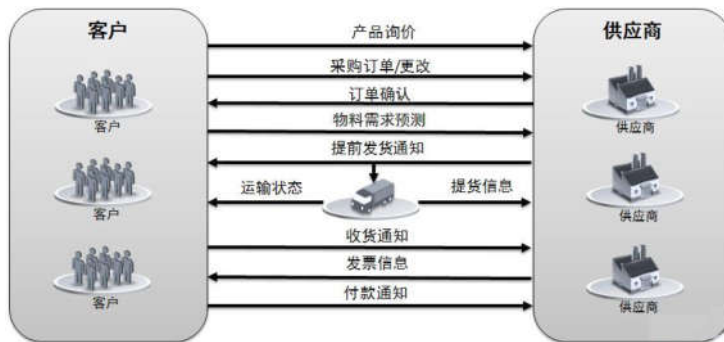 客户
供应商
产品询价
采购订单/更改
订单确认
物料需求预测
提前发货通知
运输状态
提货信息
收货通知
发票信息
付款通知
客户
客户
客户
供应商
供应商
供应商